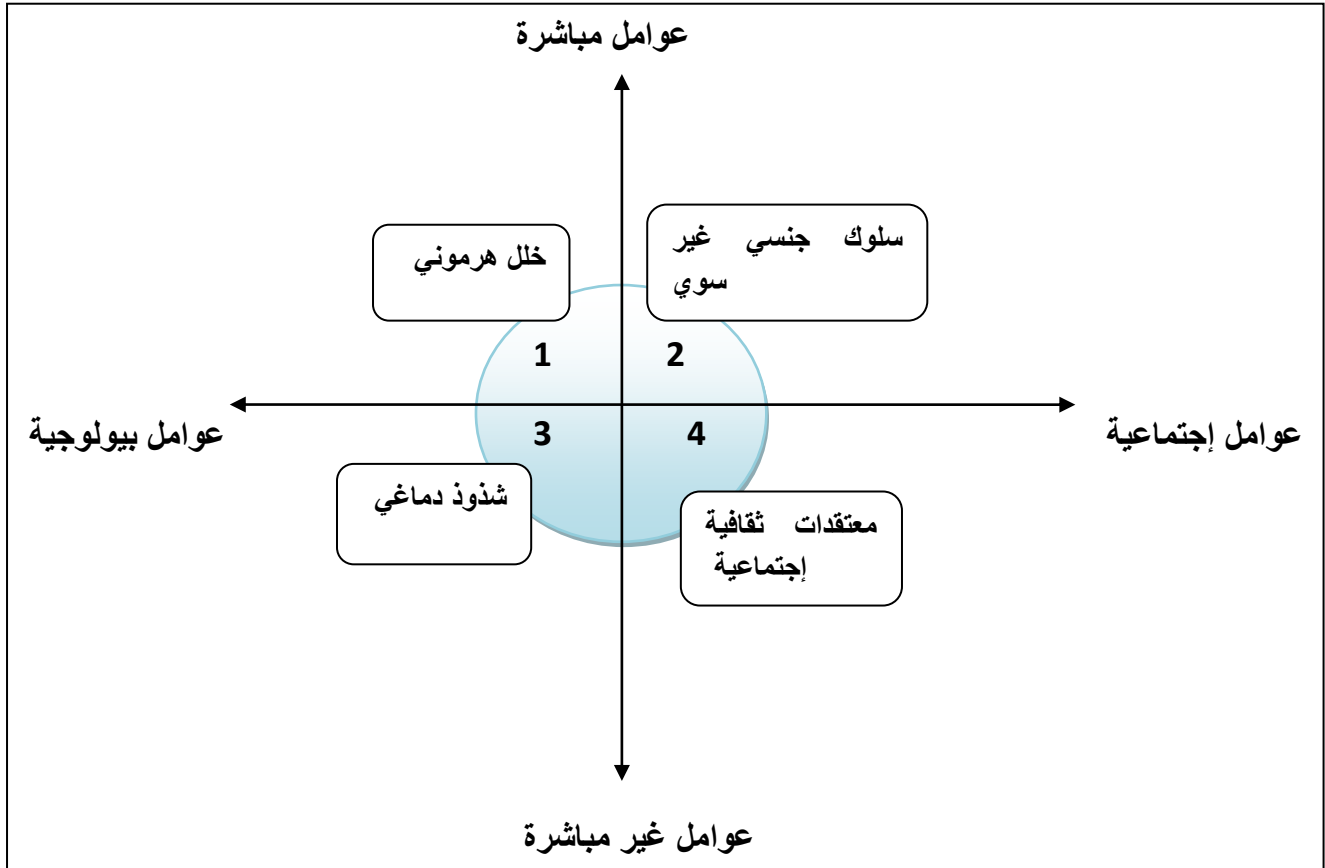 عوامل مباشرة
سلوك جنسي غير
سوي
خلل هرموني
2
1
عوامل إجتماعية
عوامل بيولوجية
4
3
معتقدات ثقافية
إجتماعية
شذوذ دماغي
عوامل غير مباشرة